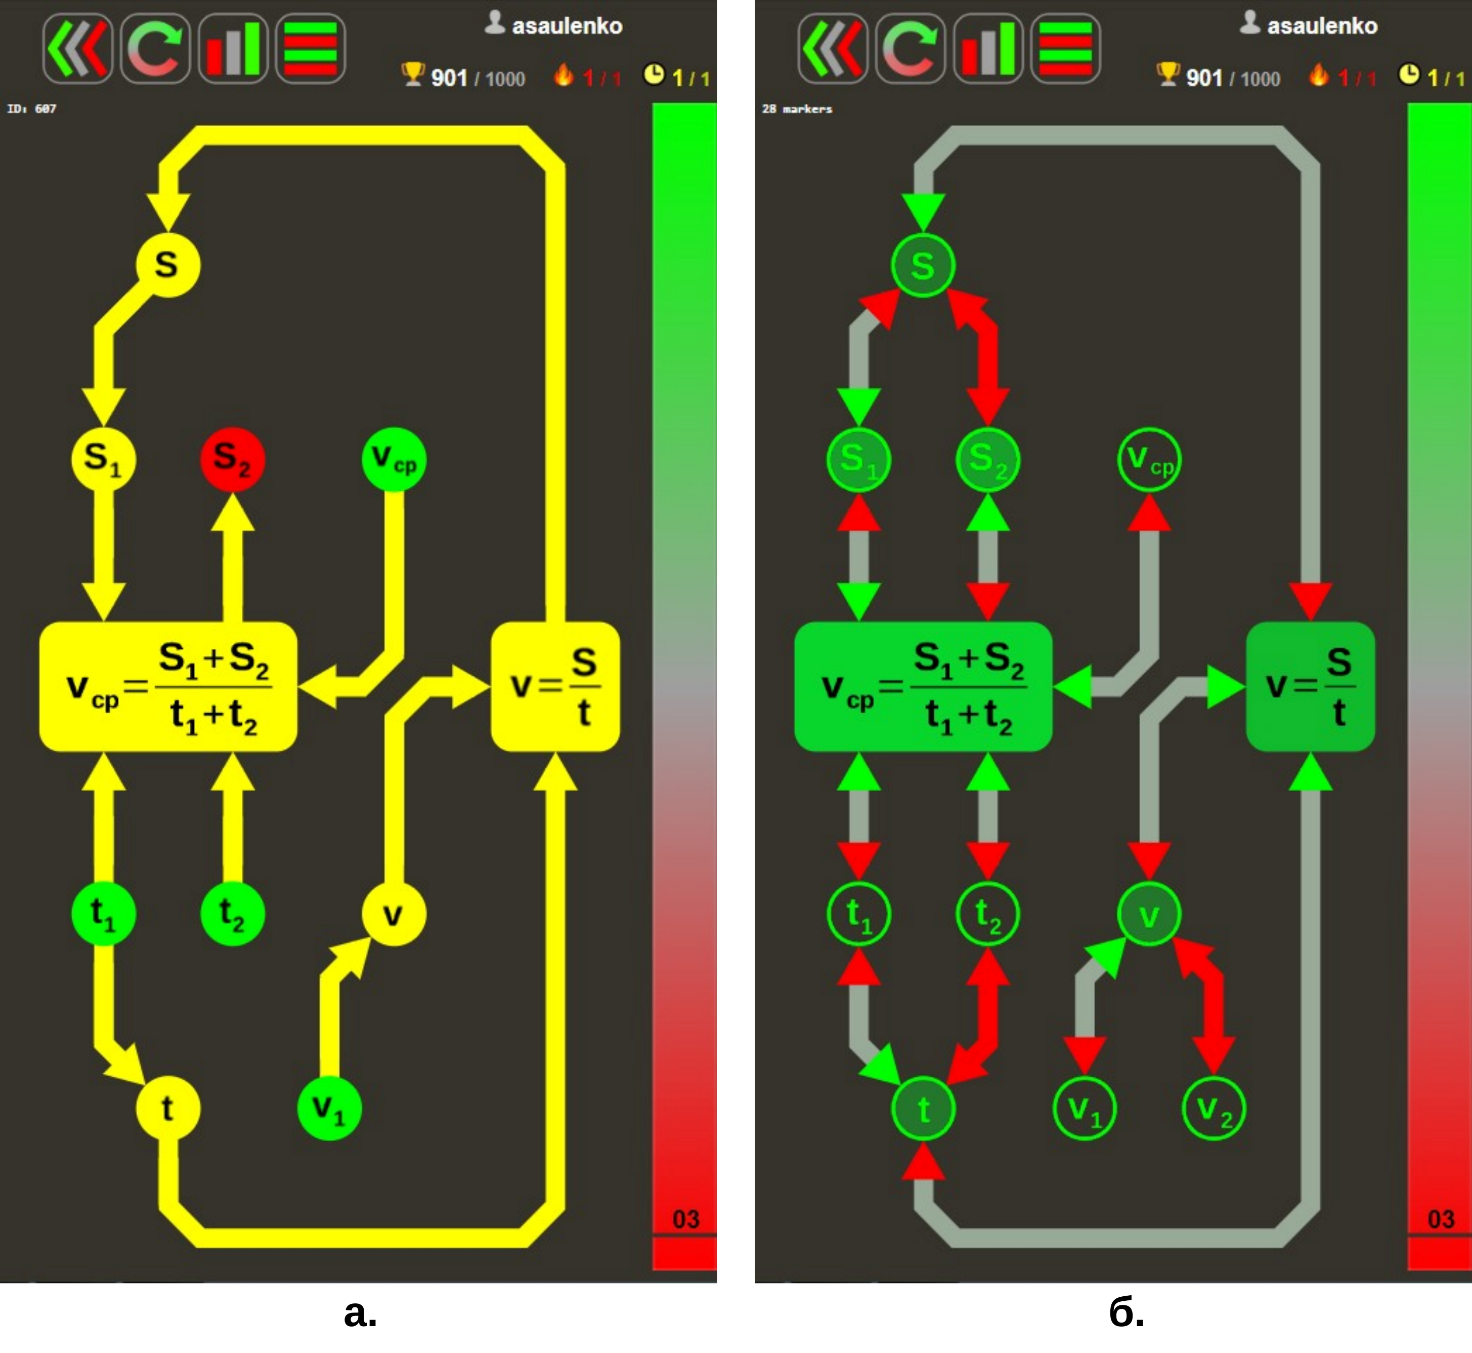 asaulenko
901 / 1000 1 / 1 1 / 1
ID: 607
S
S1 S2 vcp
vcp = S1+S2 / t1+t2
v = S / t
t1 t2 v
t v1
03
а.
asaulenko
901 / 1000 1 / 1 1 / 1
28 markers
S
S1 S2 vcp
vcp = S1+S2 / t1+t2
v = S / t
t1 t2 v
t v1 v2
03
б.